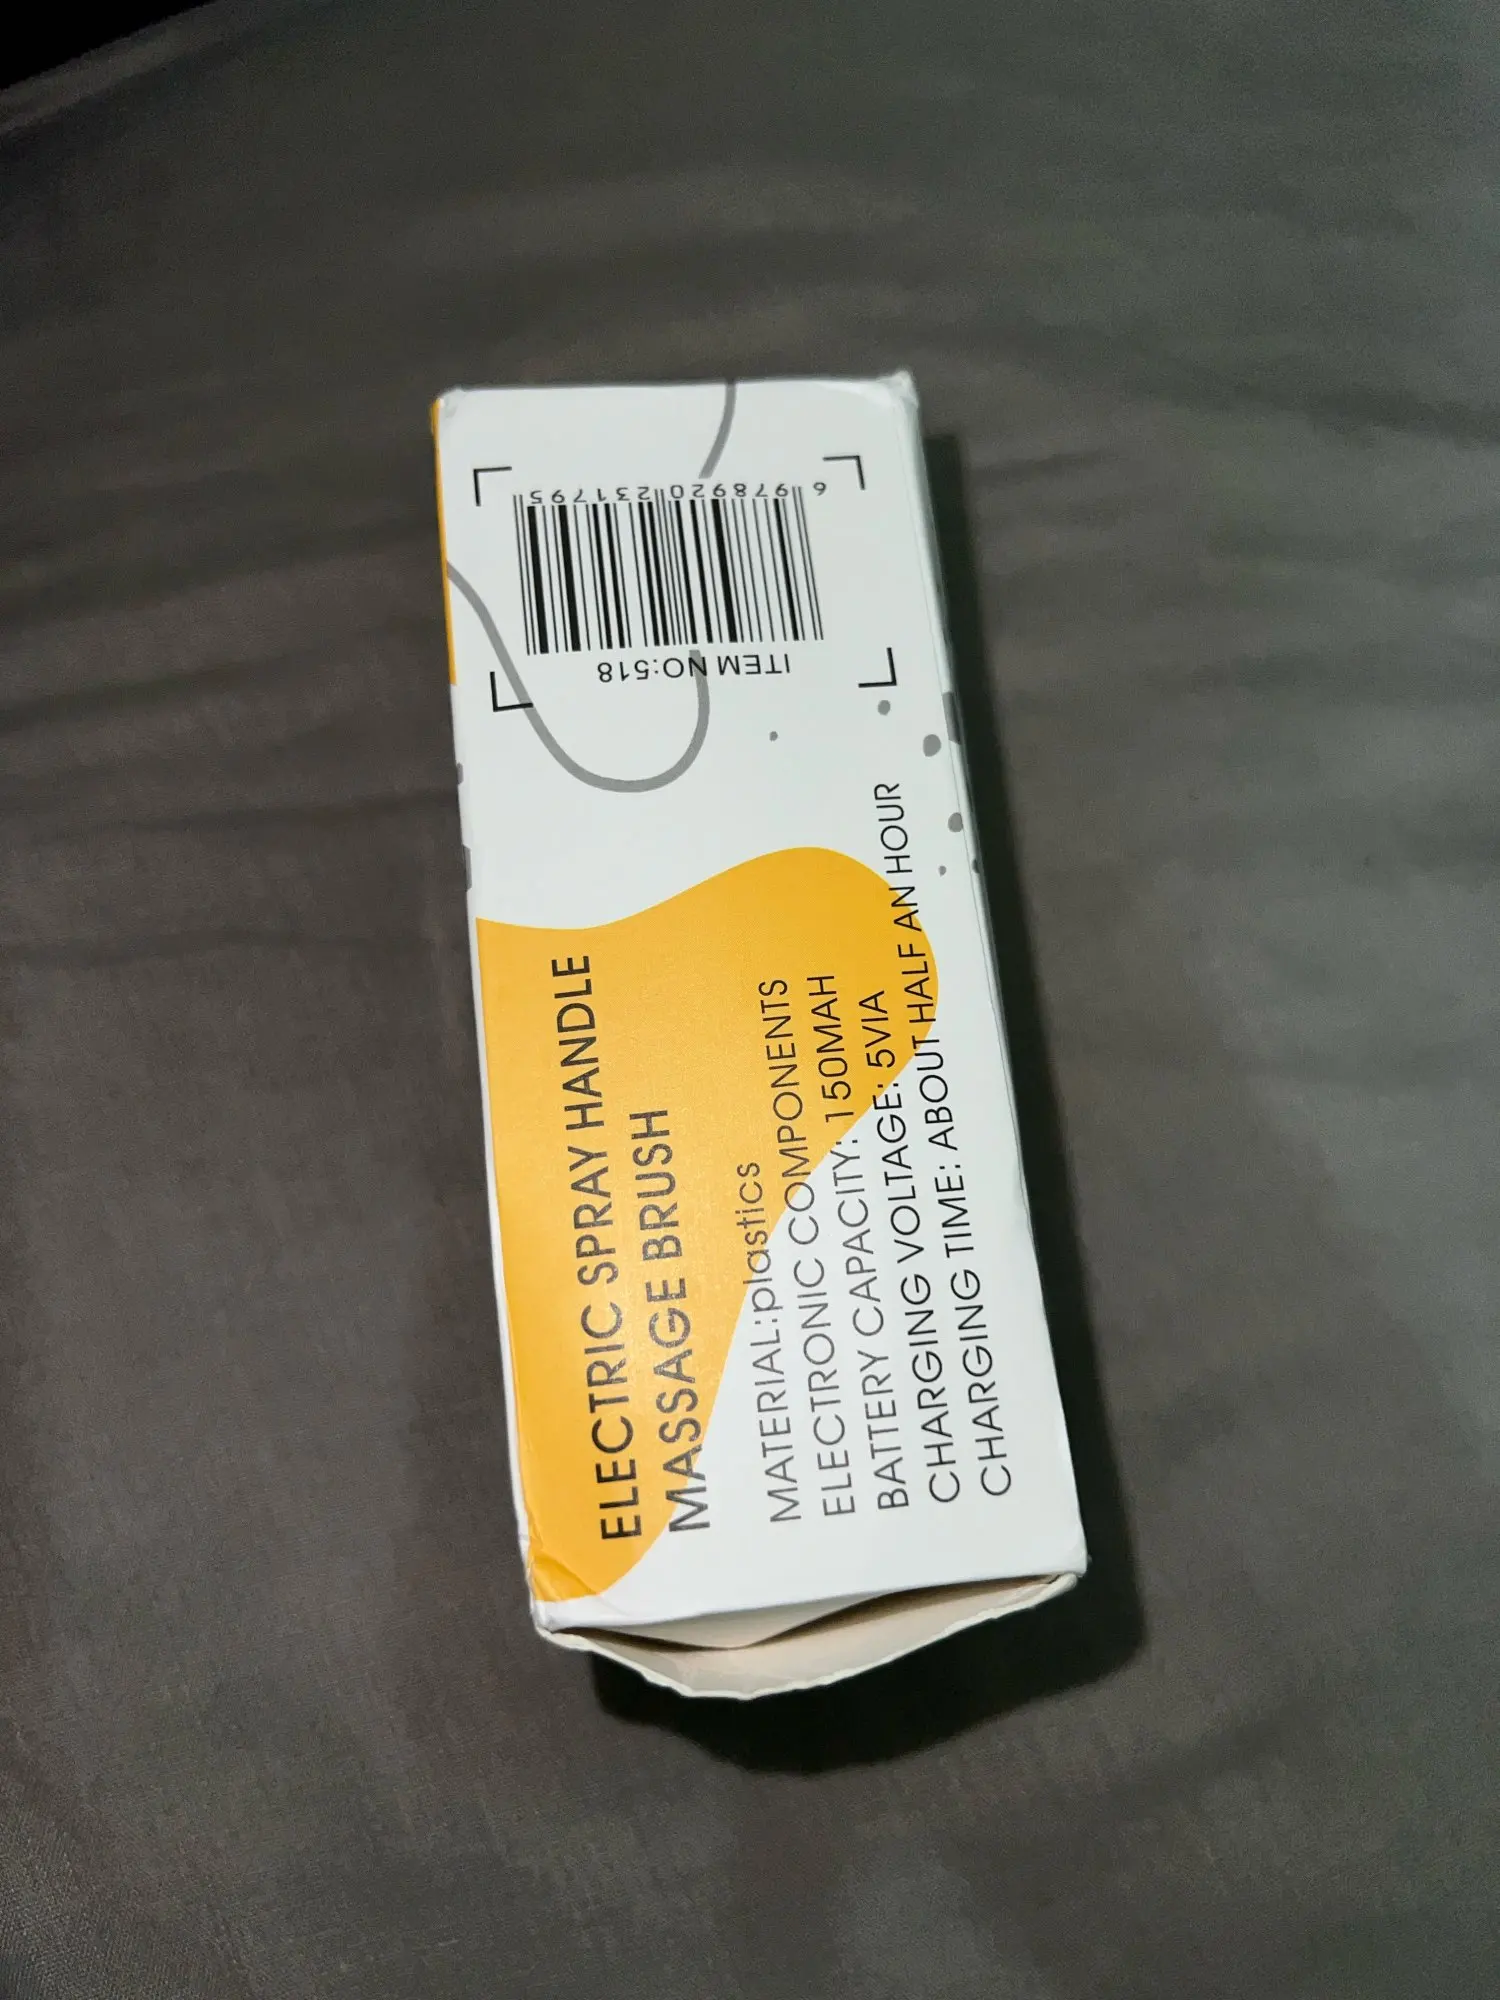 ELECTRIC SPRAY HANDLE
MASSAGE BRUSH
MATERIAL:plastics
ELECTRONIC COMPONENTS
BATTERY CAPACITY: 150MAH
CHARGING VOLTAGE: 5VIA
CHARGING TIME: ABOUT HALF AN HOUR
ITEM NO:518
6 978920 231795